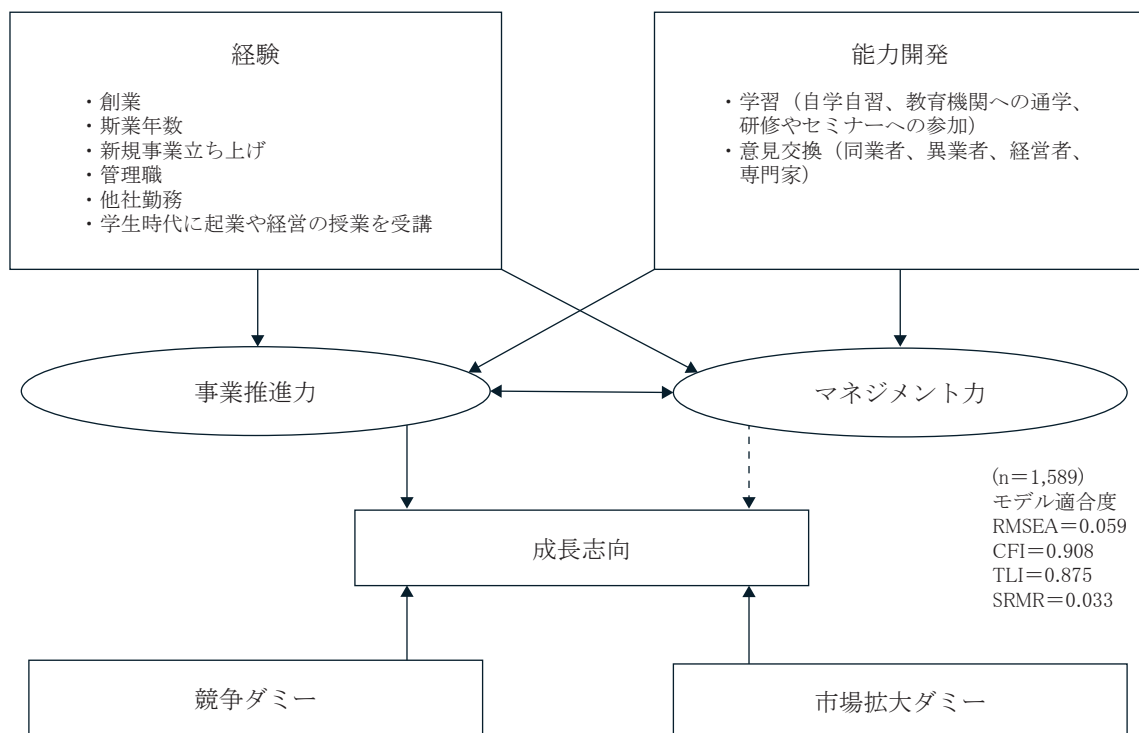 経験
・創業
・斯業年数
・新規事業立ち上げ
・管理職
・他社勤務
・学生時代に起業や経営の授業を受講
能力開発
・学習（自学自習、教育機関への通学、
研修やセミナーへの参加）
・意見交換（同業者、異業者、経営者、
専門家）
事業推進力
マネジメント力
成長志向
(n＝1,589)
モデル適合度
RMSEA＝0.059
CFI＝0.908
TLI＝0.875
SRMR＝0.033
競争ダミー
市場拡大ダミー